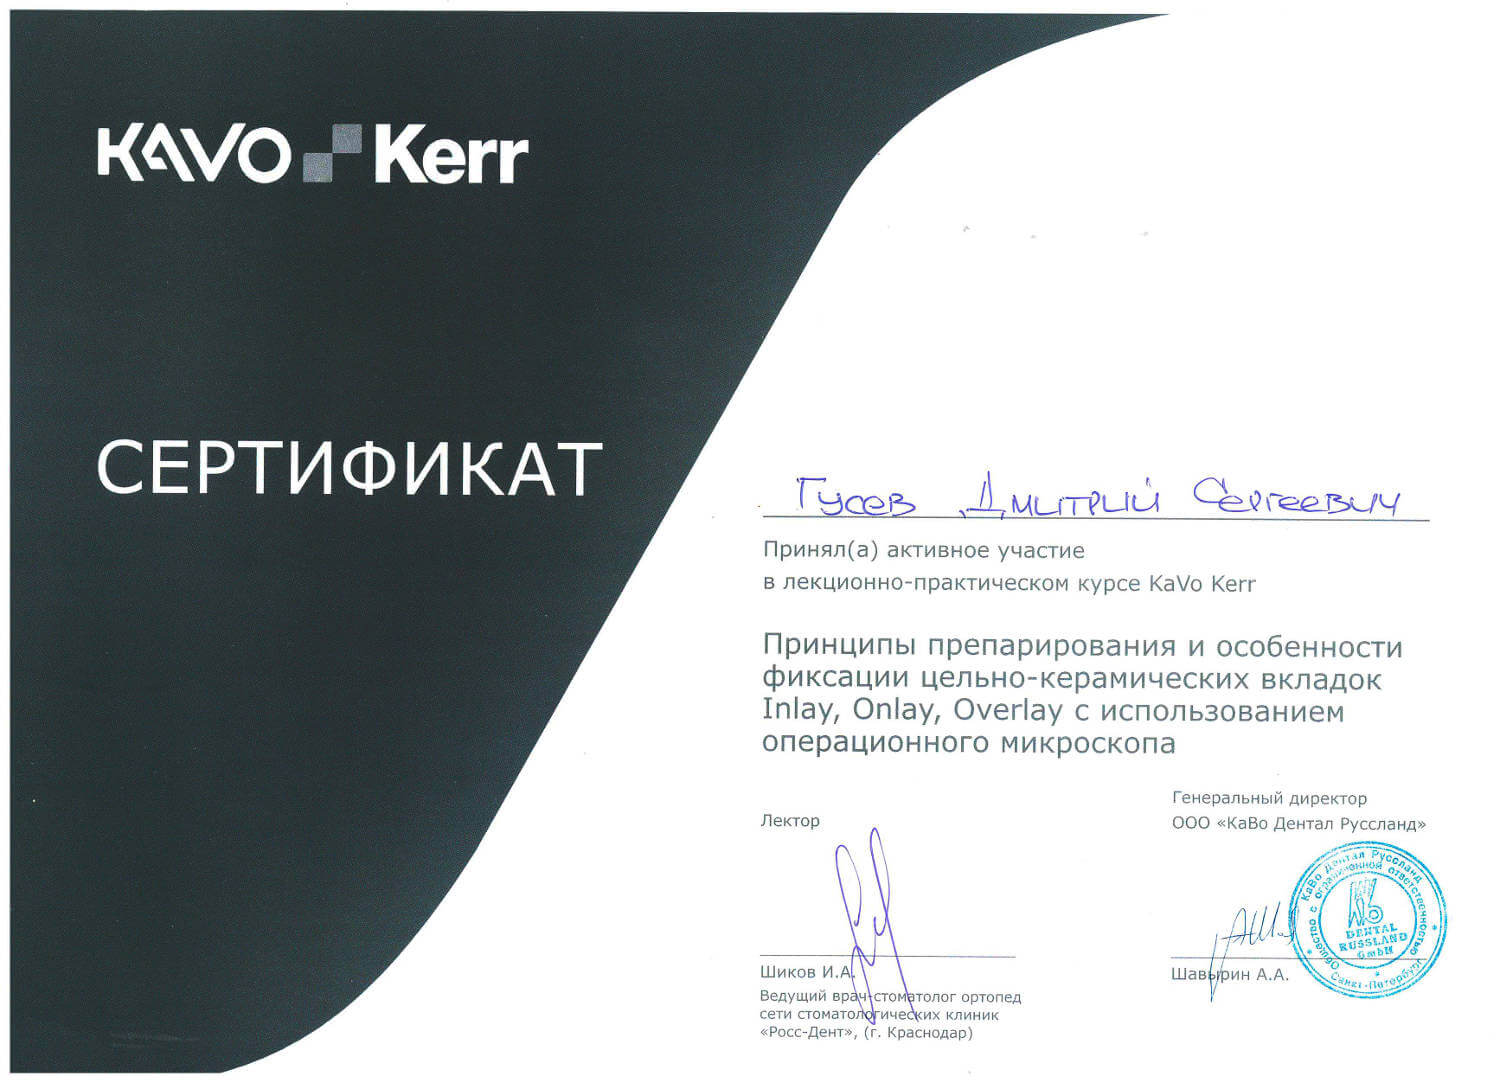 KAVO Kerr
СЕРТИФИКАТ
Гусев Дмитрий Сергеевич
Принял(а) активное участие
в лекционно-практическом курсе KaVo Kerr
Принципы препарирования и особенности
фиксации цельно-керамических вкладок
Inlay, Onlay, Overlay с использованием
операционного микроскопа
Лектор
Шиков И.А.
Ведущий врач-стоматолог ортопед
сети стоматологических клиник
«Росс-Дент», (г. Краснодар)
Генеральный директор
ООО «КаВо Дентал Руссланд»
Шавырин А.А.
Общество с ограниченной ответственностью
КаВо Дентал Руссланд
DENTAL
RUSSLAND
GmbH
Санкт-Петербург